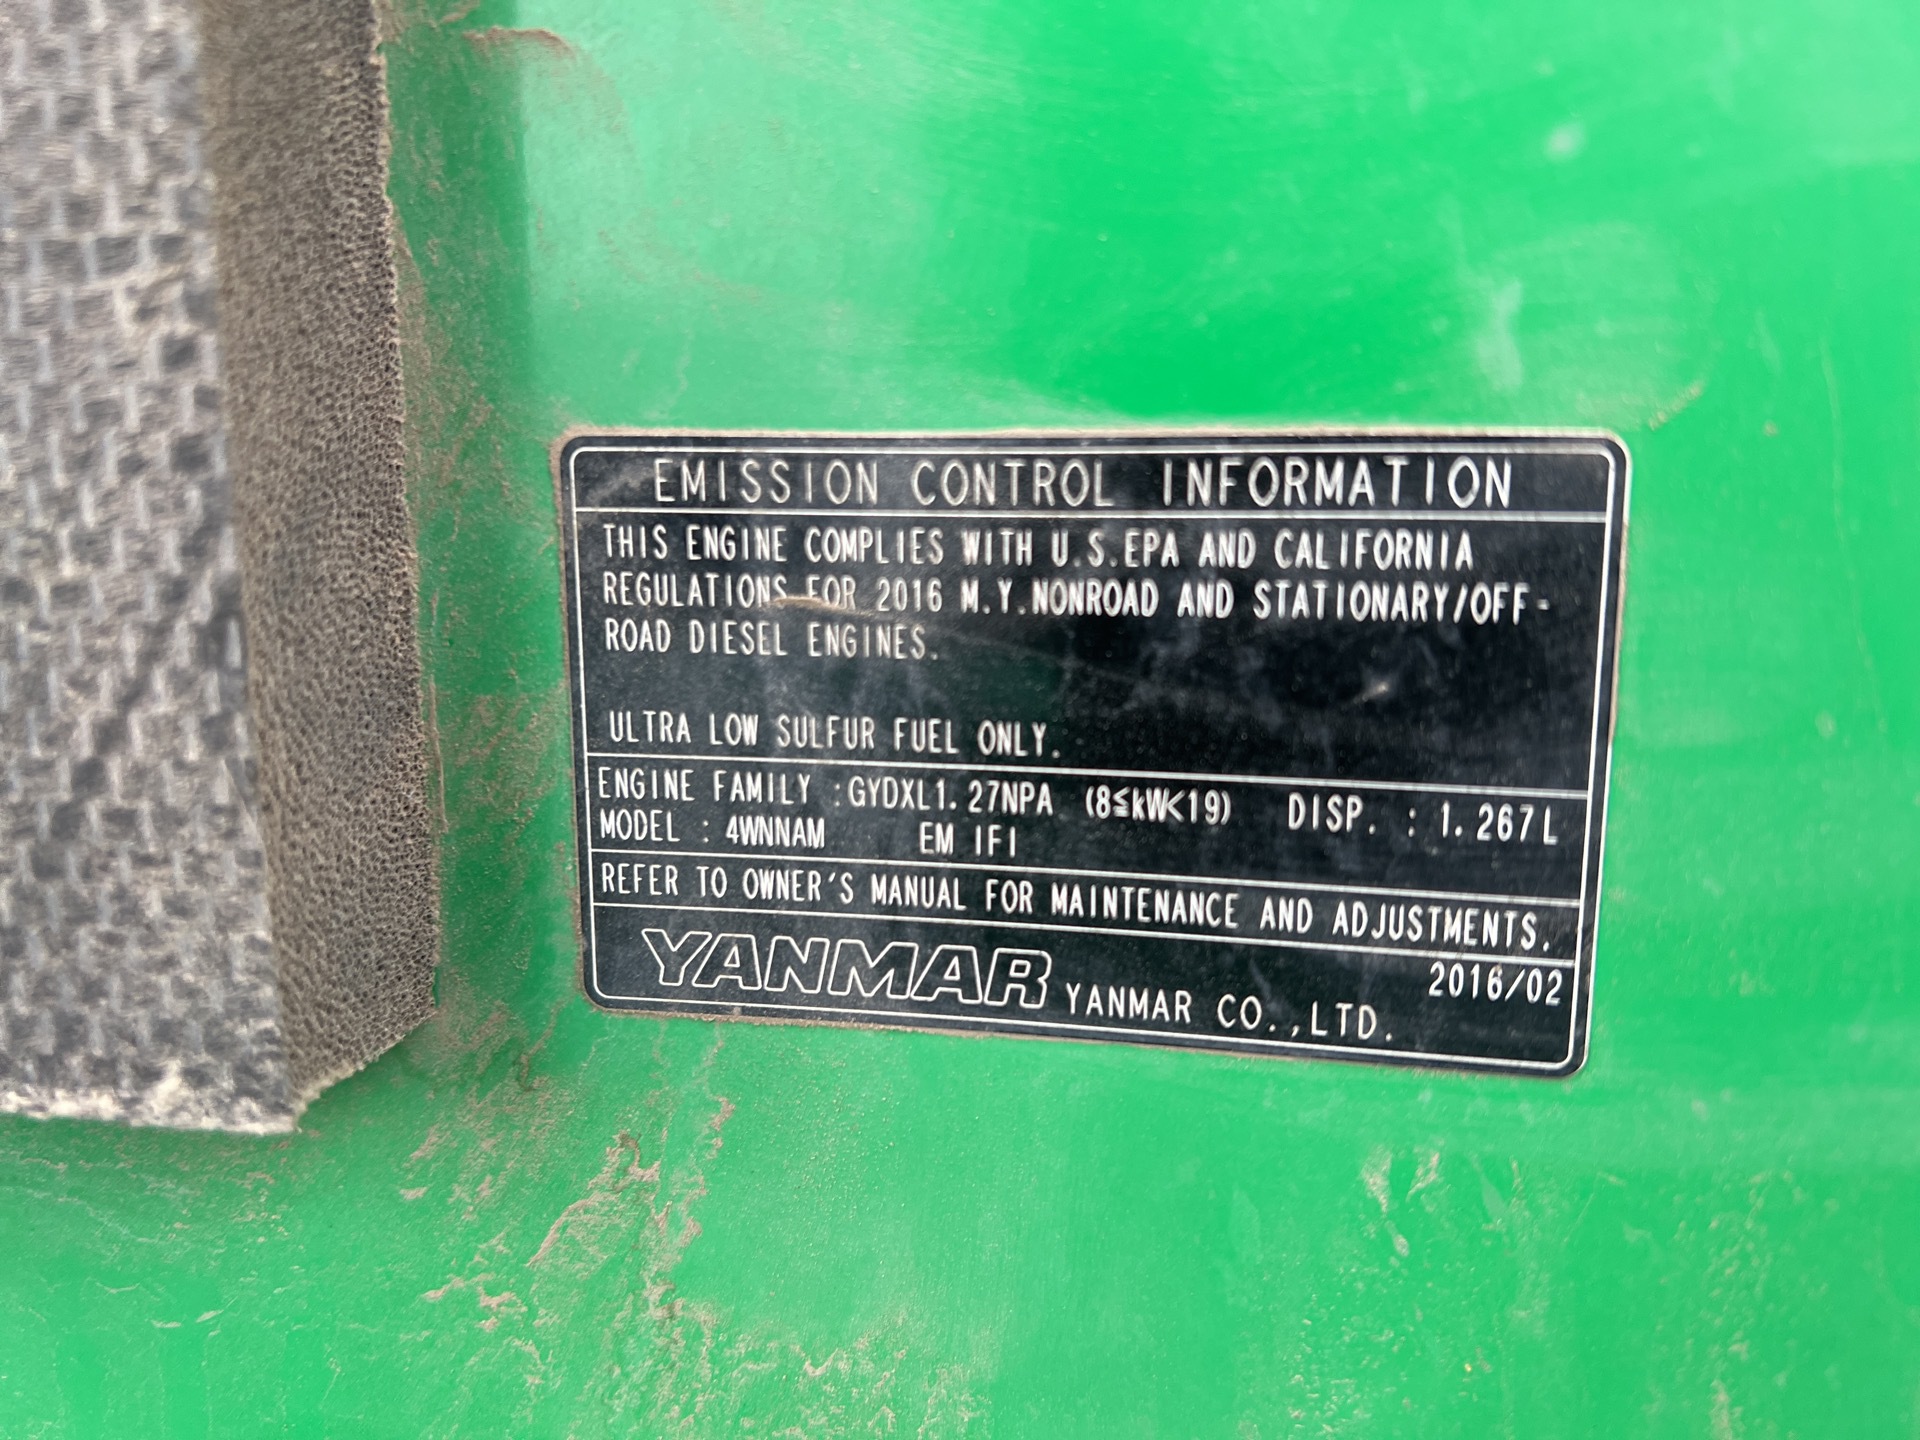 EMISSION CONTROL INFORMATION
THIS ENGINE COMPLIES WITH U.S.EPA AND CALIFORNIA
REGULATIONS FOR 2016 M.Y.NONROAD AND STATIONARY/OFF-
ROAD DIESEL ENGINES.
ULTRA LOW SULFUR FUEL ONLY.
ENGINE FAMILY :GYDXL1.27NPA (8≦kW<19) DISP. : 1.267L
MODEL : 4WNNAM EM IFI
REFER TO OWNER'S MANUAL FOR MAINTENANCE AND ADJUSTMENTS.
2016/02
YANMAR YANMAR CO.,LTD.